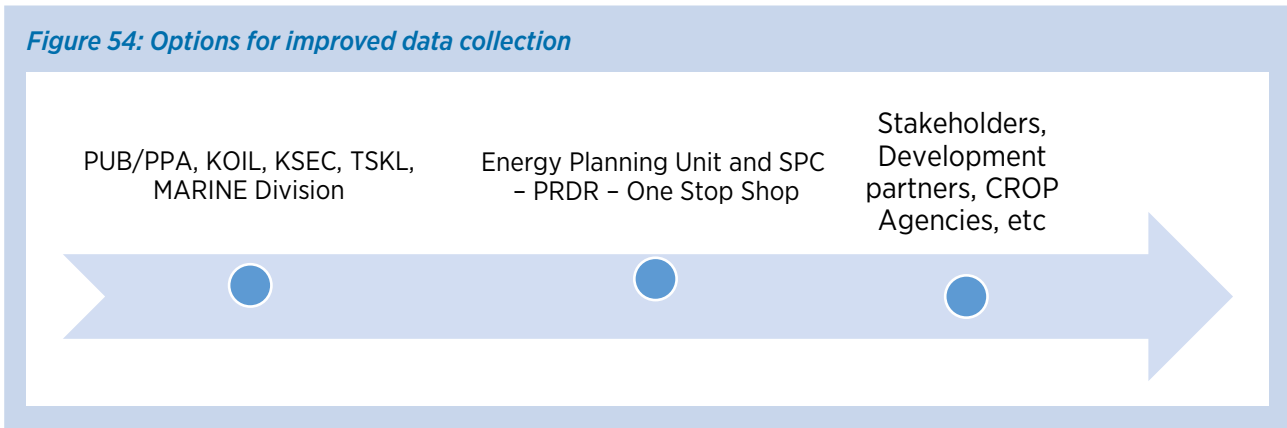 Figure 54: Options for improved data collection
PUB/PPA, KOIL, KSEC, TSKL,
MARINE Division
Energy Planning Unit and SPC
– PRDR – One Stop Shop
Stakeholders,
Development
partners, CROP
Agencies, etc